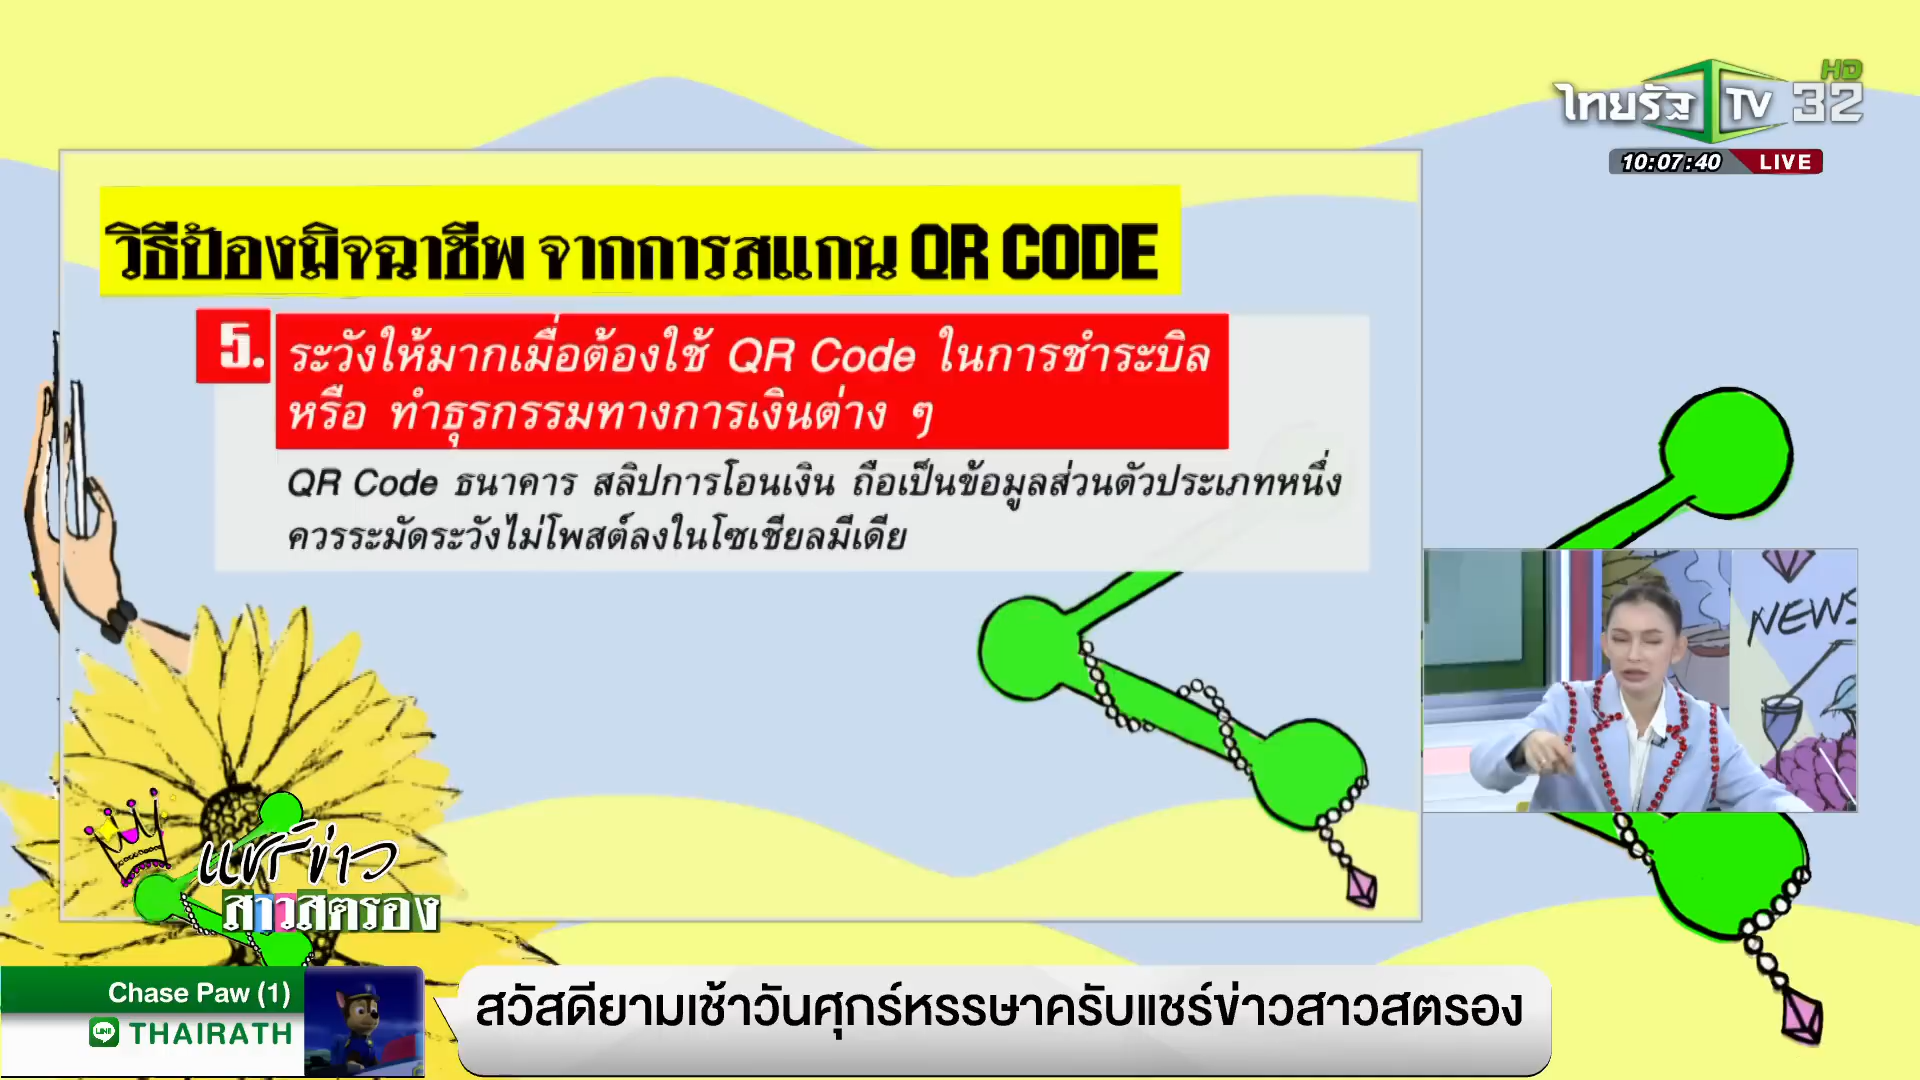 ไทยรัฐ TV HD 32
10:07:40 LIVE
วิธีป้องมิจฉาชีพ จากการสแกน QR CODE
5. ระวังให้มากเมื่อต้องใช้ QR Code ในการชำระบิล
หรือ ทำธุรกรรมทางการเงินต่าง ๆ
QR Code ธนาคาร สลิปการโอนเงิน ถือเป็นข้อมูลส่วนตัวประเภทหนึ่ง
ควรระมัดระวังไม่โพสต์ลงในโซเชียลมีเดีย
NEWS
แชร์ข่าว
สาวสตรอง
Chase Paw (1)
LINE THAIRATH
สวัสดียามเช้าวันศุกร์หรรษาครับแชร์ข่าวสาวสตรอง